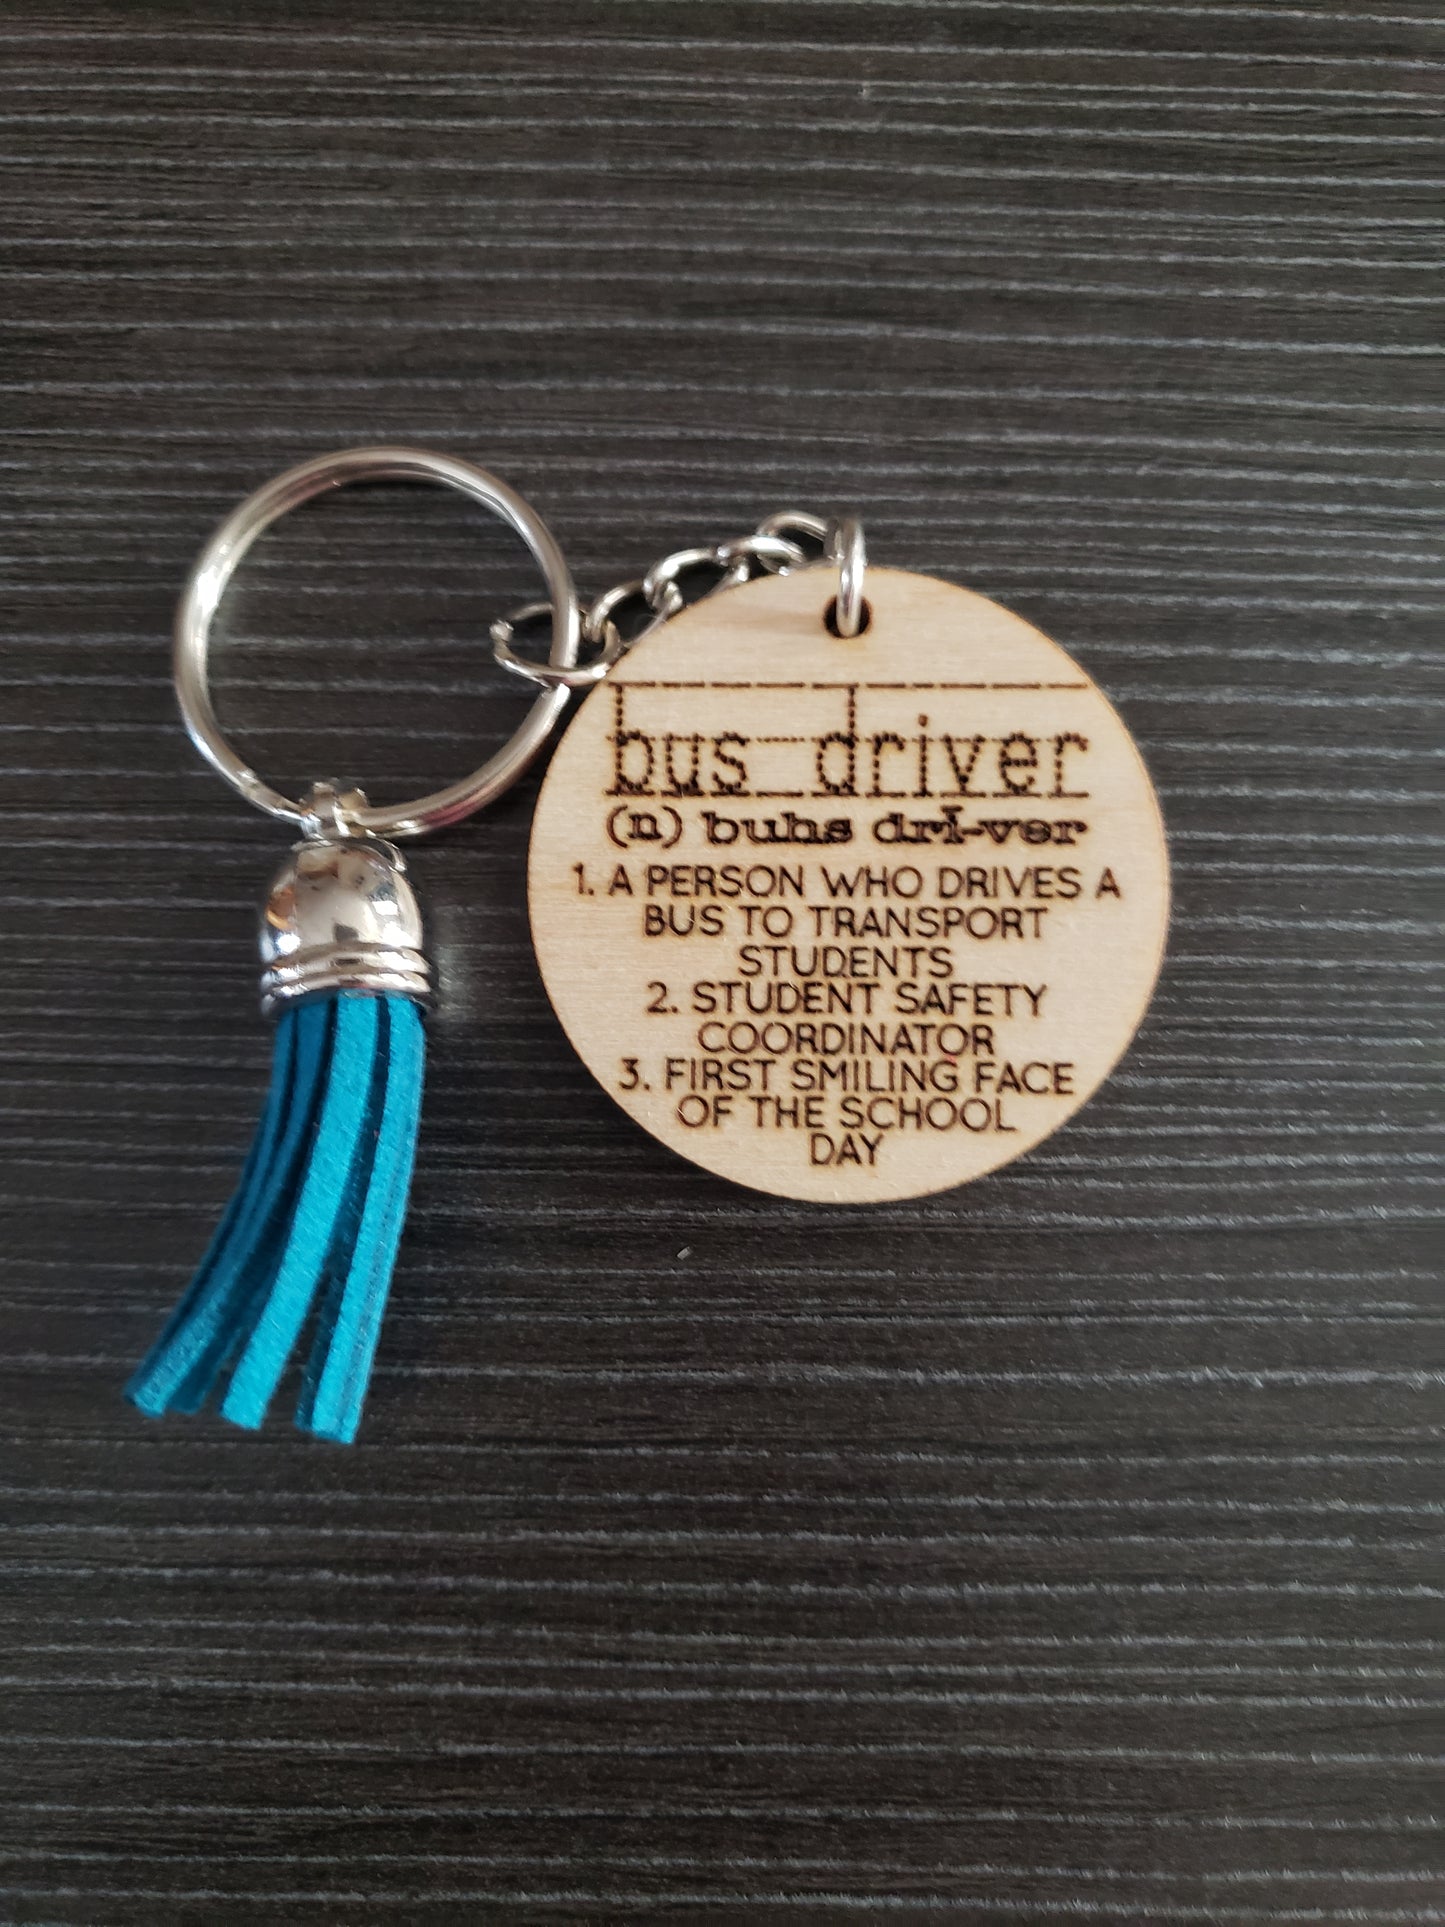 bus driver
(n) buhs drī-ver
1. A PERSON WHO DRIVES A
BUS TO TRANSPORT
STUDENTS
2. STUDENT SAFETY
COORDINATOR
3. FIRST SMILING FACE
OF THE SCHOOL
DAY